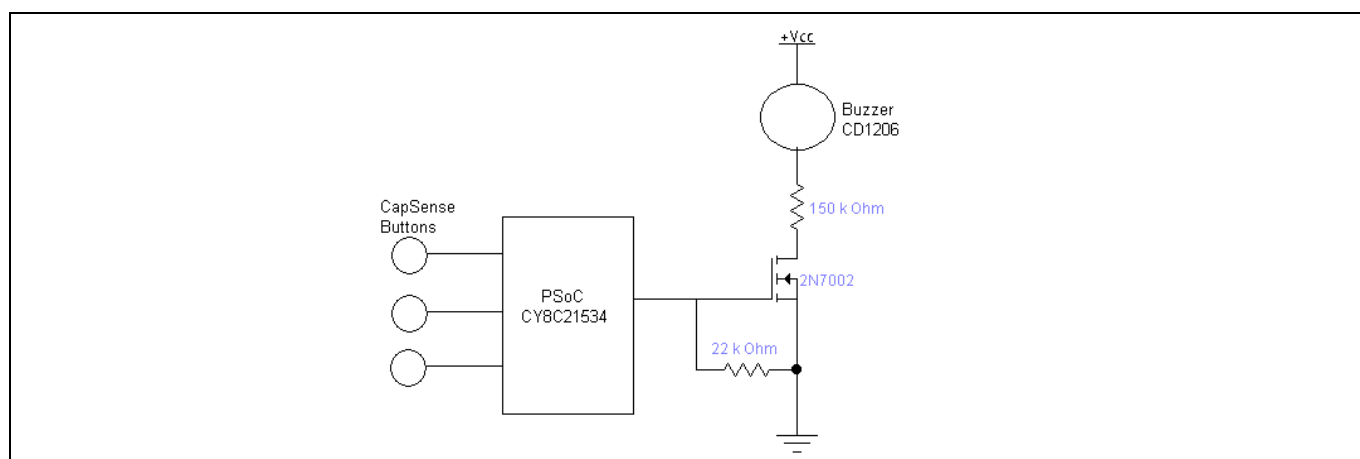 +Vcc
Buzzer
CD1206
150 k Ohm
CapSense
Buttons
2N7002
PSoC
CY8C21534
22 k Ohm